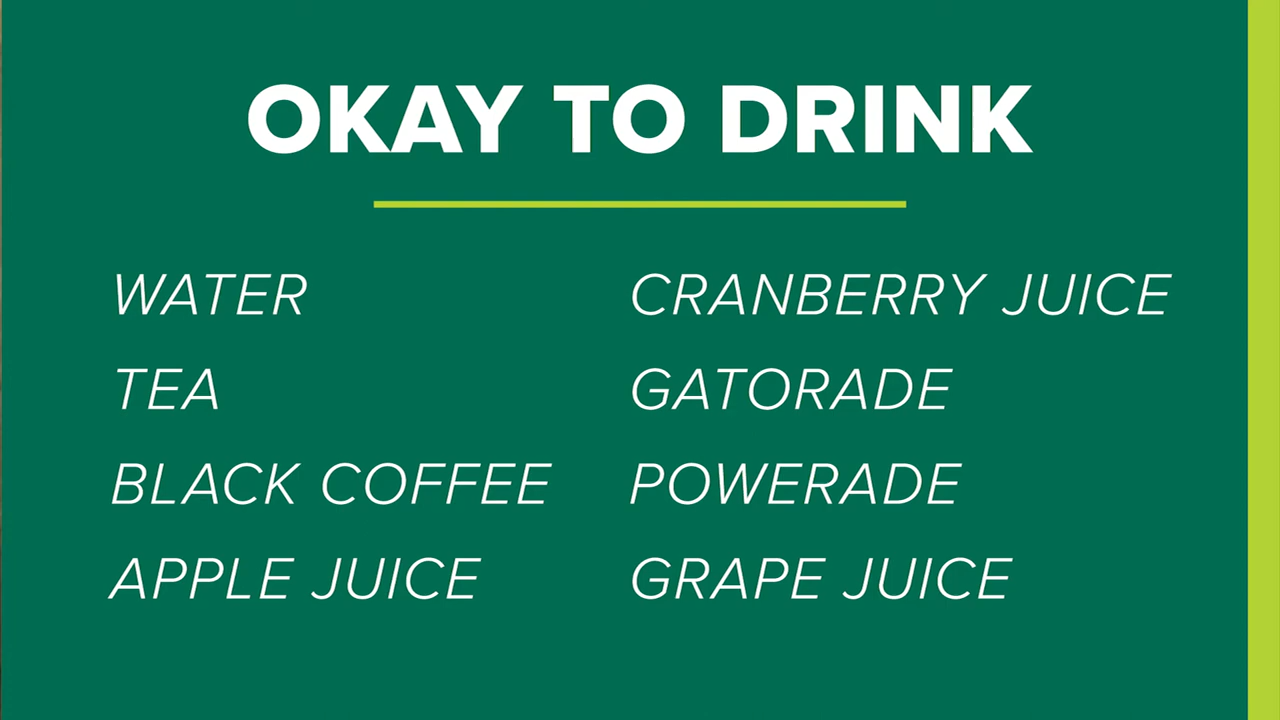 OKAY TO DRINK
WATER
TEA
BLACK COFFEE
APPLE JUICE
CRANBERRY JUICE
GATORADE
POWERADE
GRAPE JUICE